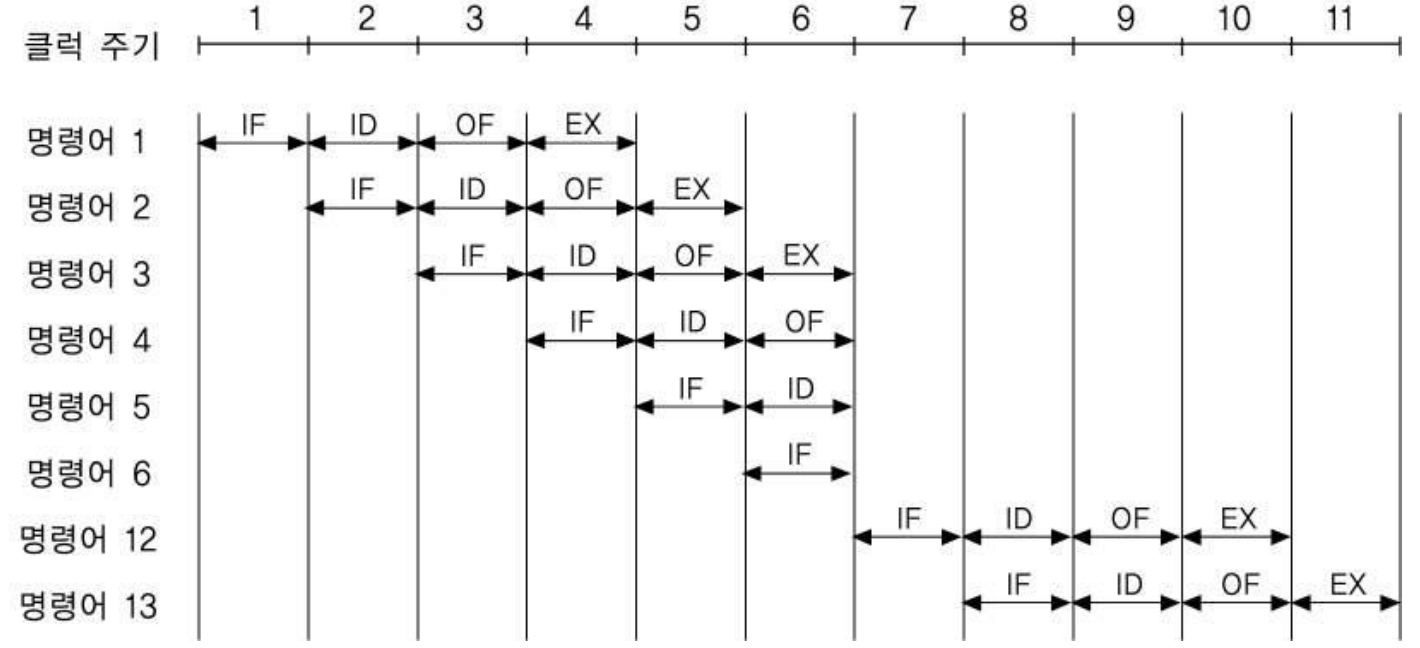 클럭 주기 1 2 3 4 5 6 7 8 9 10 11
명령어 1 IF ID OF EX
명령어 2 IF ID OF EX
명령어 3 IF ID OF EX
명령어 4 IF ID OF
명령어 5 IF ID
명령어 6 IF
명령어 12 IF ID OF EX
명령어 13 IF ID OF EX